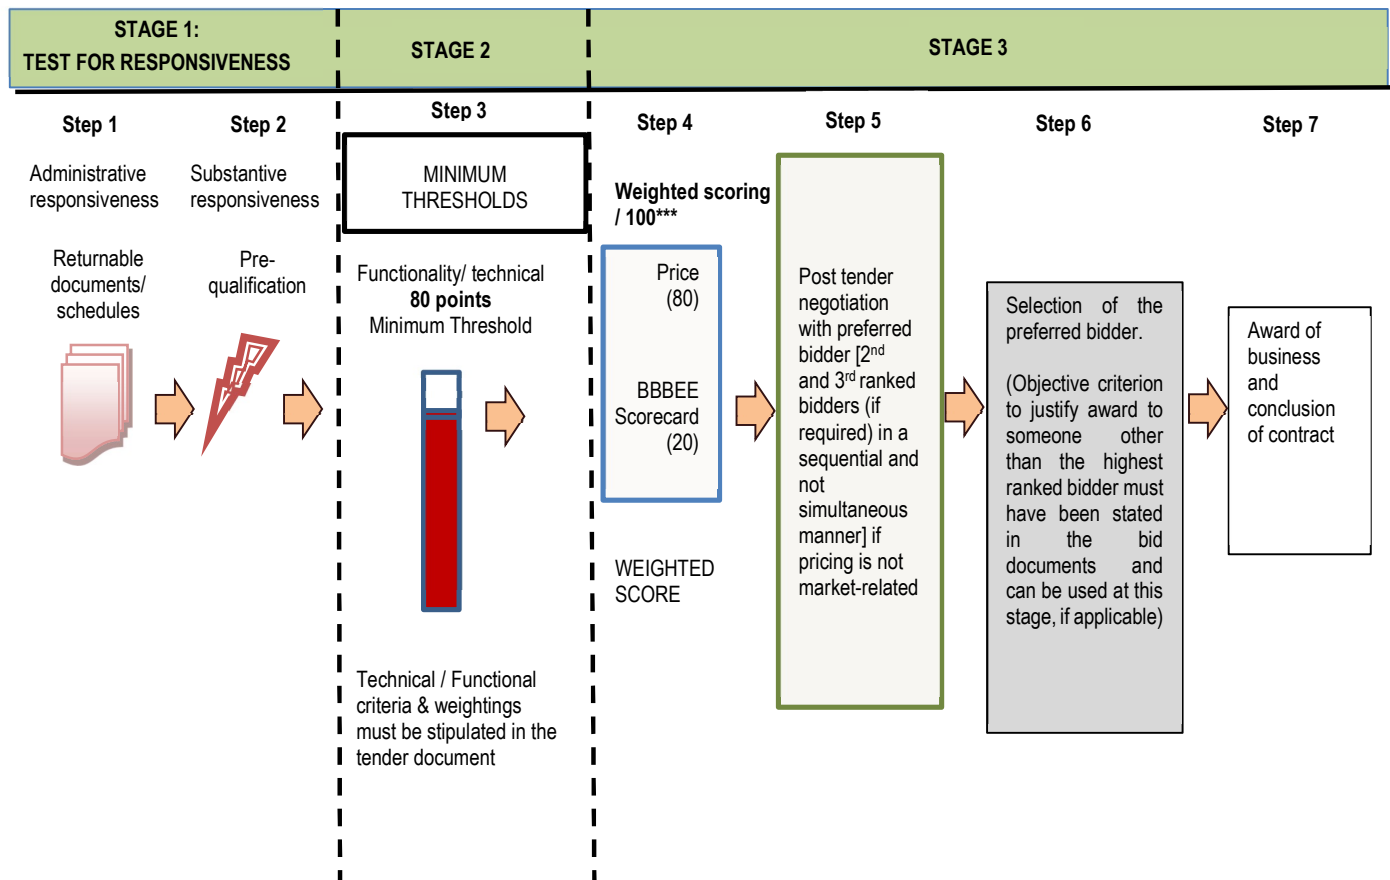 STAGE 1:
TEST FOR RESPONSIVENESS
STAGE 2
STAGE 3
Step 1
Administrative
responsiveness
Returnable
documents/
schedules
Step 2
Substantive
responsiveness
Pre-
qualification
Step 3
MINIMUM
THRESHOLDS
Functionality/ technical
80 points
Minimum Threshold
Technical / Functional
criteria & weightings
must be stipulated in the
tender document
Step 4
Weighted scoring
/ 100***
Price
(80)
BBBEE
Scorecard
(20)
WEIGHTED
SCORE
Step 5
Post tender
negotiation
with preferred
bidder [2nd
and 3rd ranked
bidders (if
required) in a
sequential and
not
simultaneous
manner] if
pricing is not
market-related
Step 6
Selection of the
preferred bidder.
(Objective criterion
to justify award to
someone other
than the highest
ranked bidder must
have been stated
in the bid
documents and
can be used at this
stage, if applicable)
Step 7
Award of
business
and
conclusion
of contract